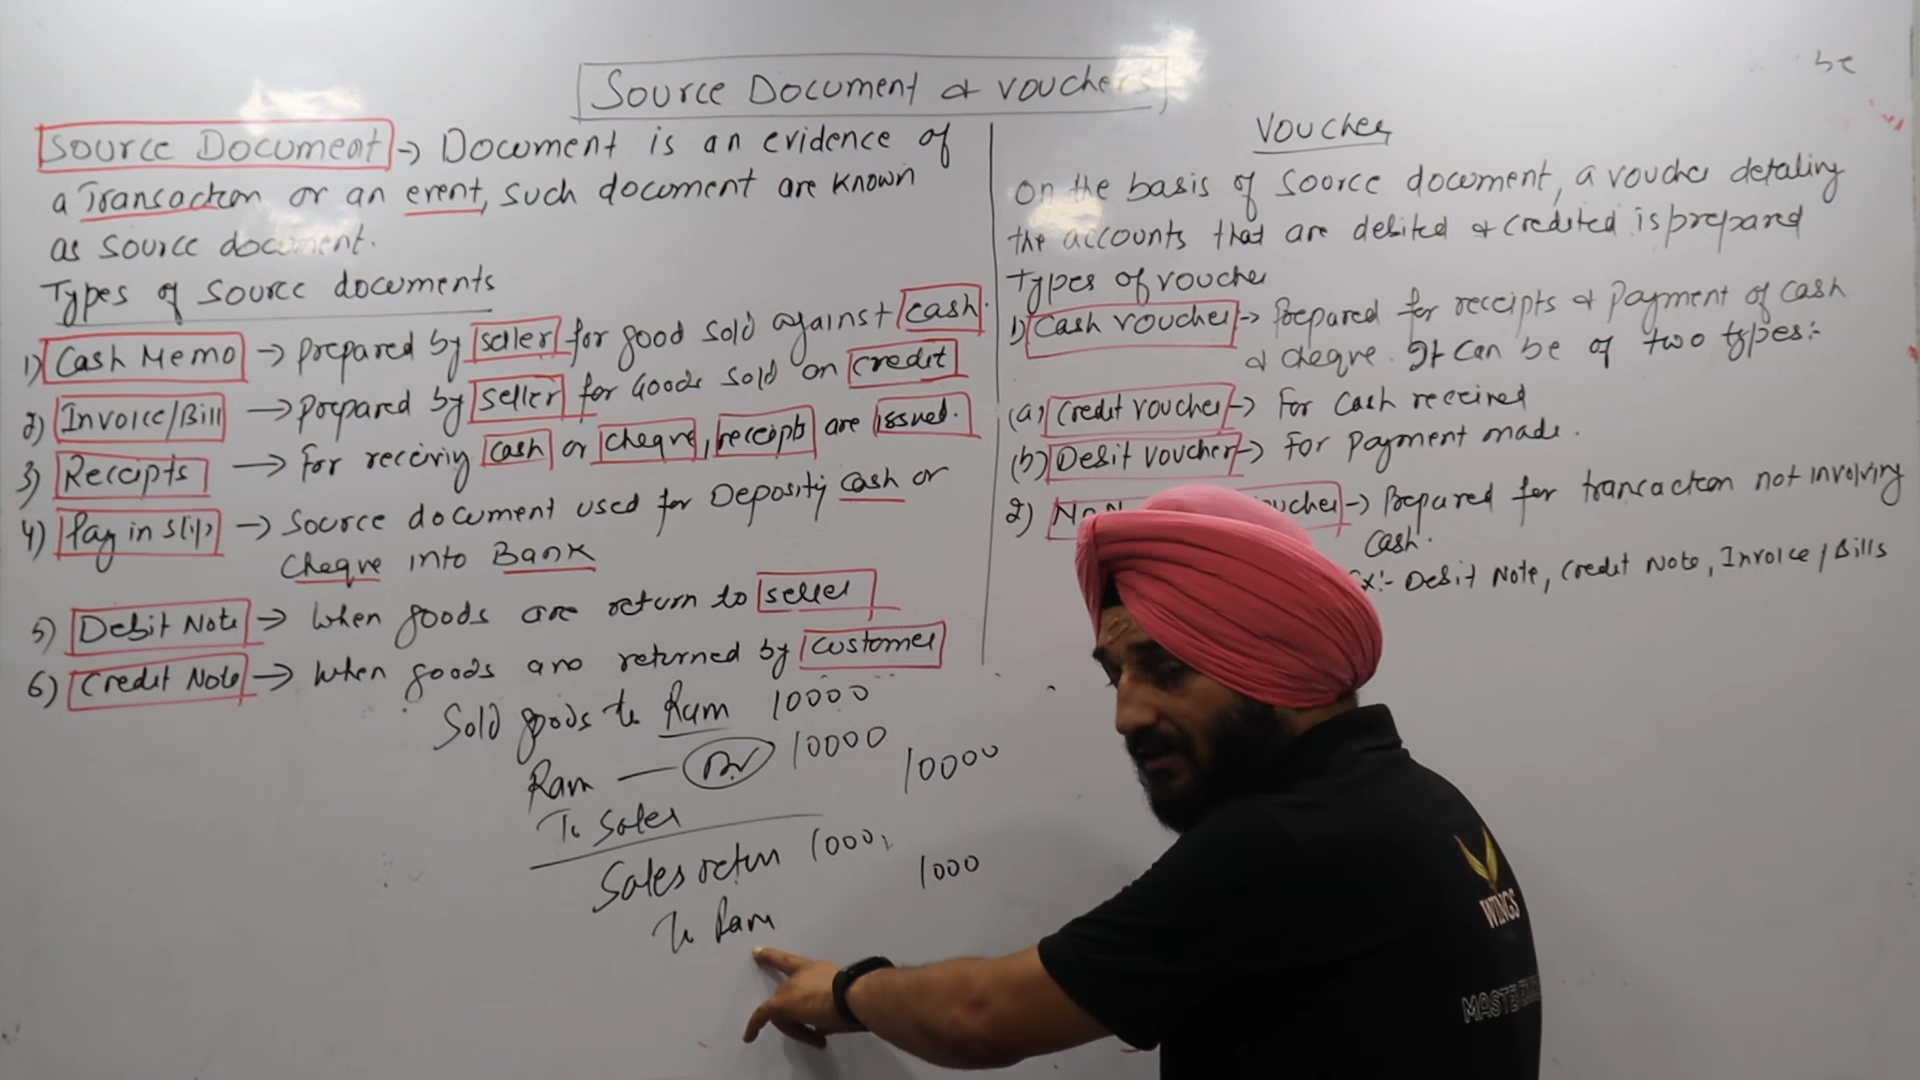 Source Document & Vouchers
Source Document → Document is an evidence of
a Transaction or an event, such document are known
as source document.
Types of source documents
1) Cash Memo → prepared by seller for good sold against cash.
2) Invoice/Bill → prepared by seller for Goods sold on credit
3) Receipts → for receiving cash or cheque, receipts are issued.
4) Pay in slip → Source document used for Depositing cash or
cheque into Bank
5) Debit Note → When goods are return to seller
6) Credit Note → When goods are returned by customer
Sold goods to Ram 10000
Ram — Dr 10000
To Sales 10000
Sales return 1000
To Ram 1000
Voucher
On the basis of source document, a voucher detaling
the accounts that are debited & credited is prepared
Types of voucher
1) Cash voucher → Prepared for receipts & Payment of cash
& cheque. It can be of two types:-
(a) Credit voucher → For cash received
(b) Debit voucher → For payment made.
2) Non voucher → Prepared for transaction not involving
cash.
Ex:- Debit Note, Credit Note, Invoice / Bills
WINGS